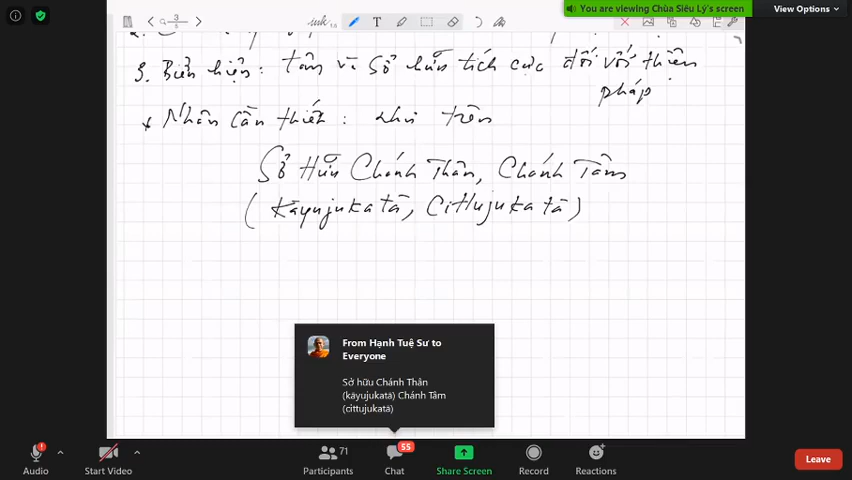 You are viewing Chùa Siêu Lý's screen
View Options
3
6
3. Biểu hiện: tâm và Sở hữu tích cực đối với thiện
pháp
* Nhân Cần thiết: như trên
Sở Hữu Chánh Thân, Chánh Tâm
(Kāyujukatā, Cittujukatā)
From Hạnh Tuệ Sư to
Everyone
Sở hữu Chánh Thân
(kāyujukatā) Chánh Tâm
(cittujukatā)
71
55
Audio
Start Video
Participants
Chat
Share Screen
Record
Reactions
Leave